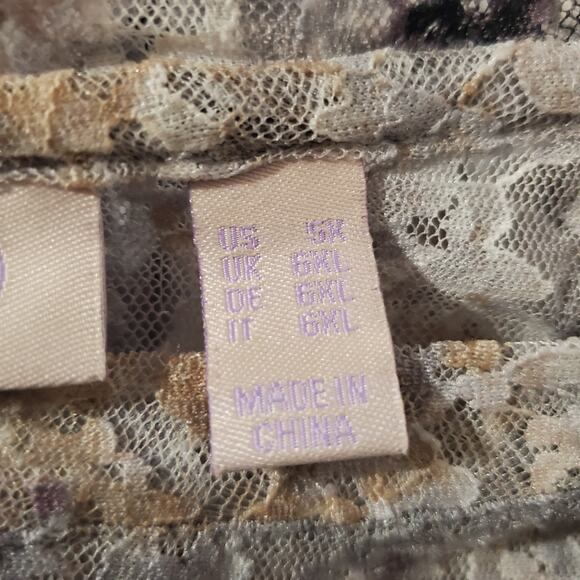 US 5X
UK 6XL
DE 6XL
IT 6XL
MADE IN
CHINA